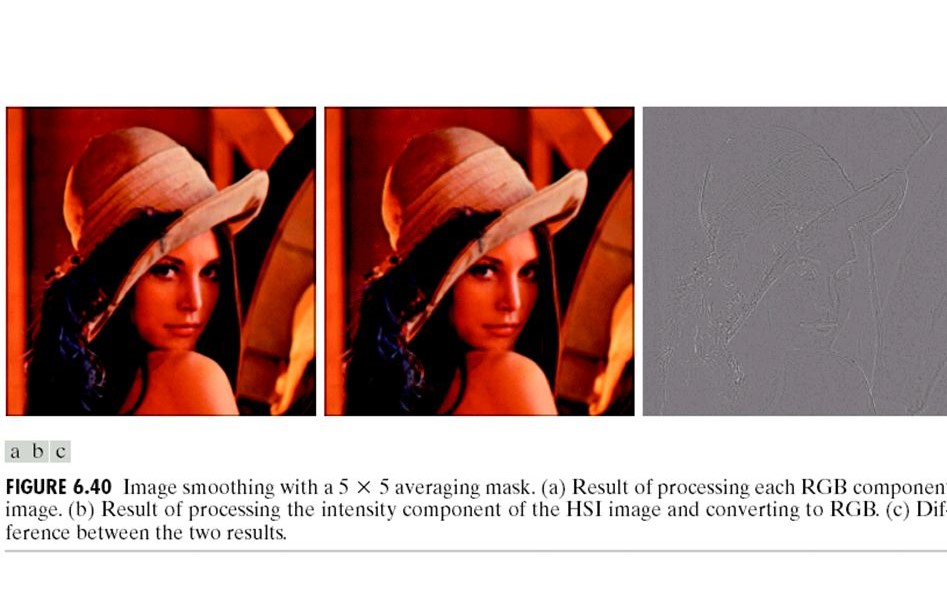 a b c
FIGURE 6.40 Image smoothing with a 5 × 5 averaging mask. (a) Result of processing each RGB component
image. (b) Result of processing the intensity component of the HSI image and converting to RGB. (c) Dif-
ference between the two results.